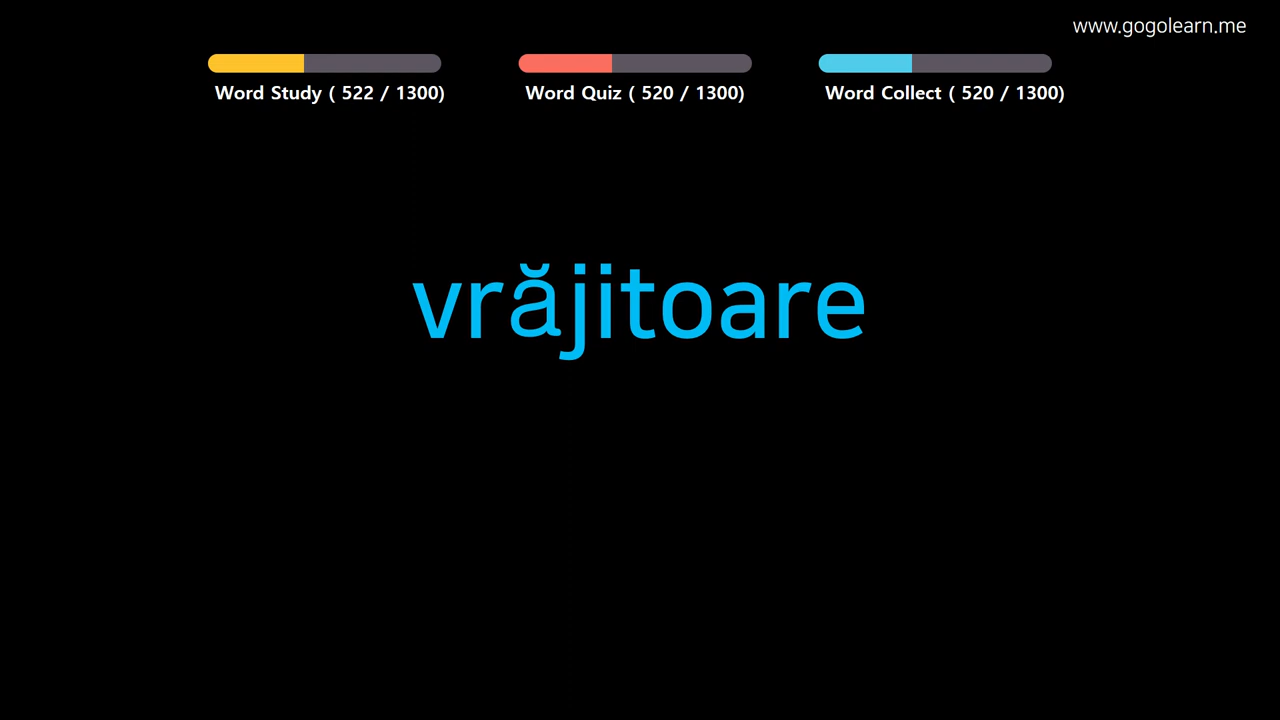 www.gogolearn.me
Word Study ( 522 / 1300)
Word Quiz ( 520 / 1300)
Word Collect ( 520 / 1300)
vrăjitoare